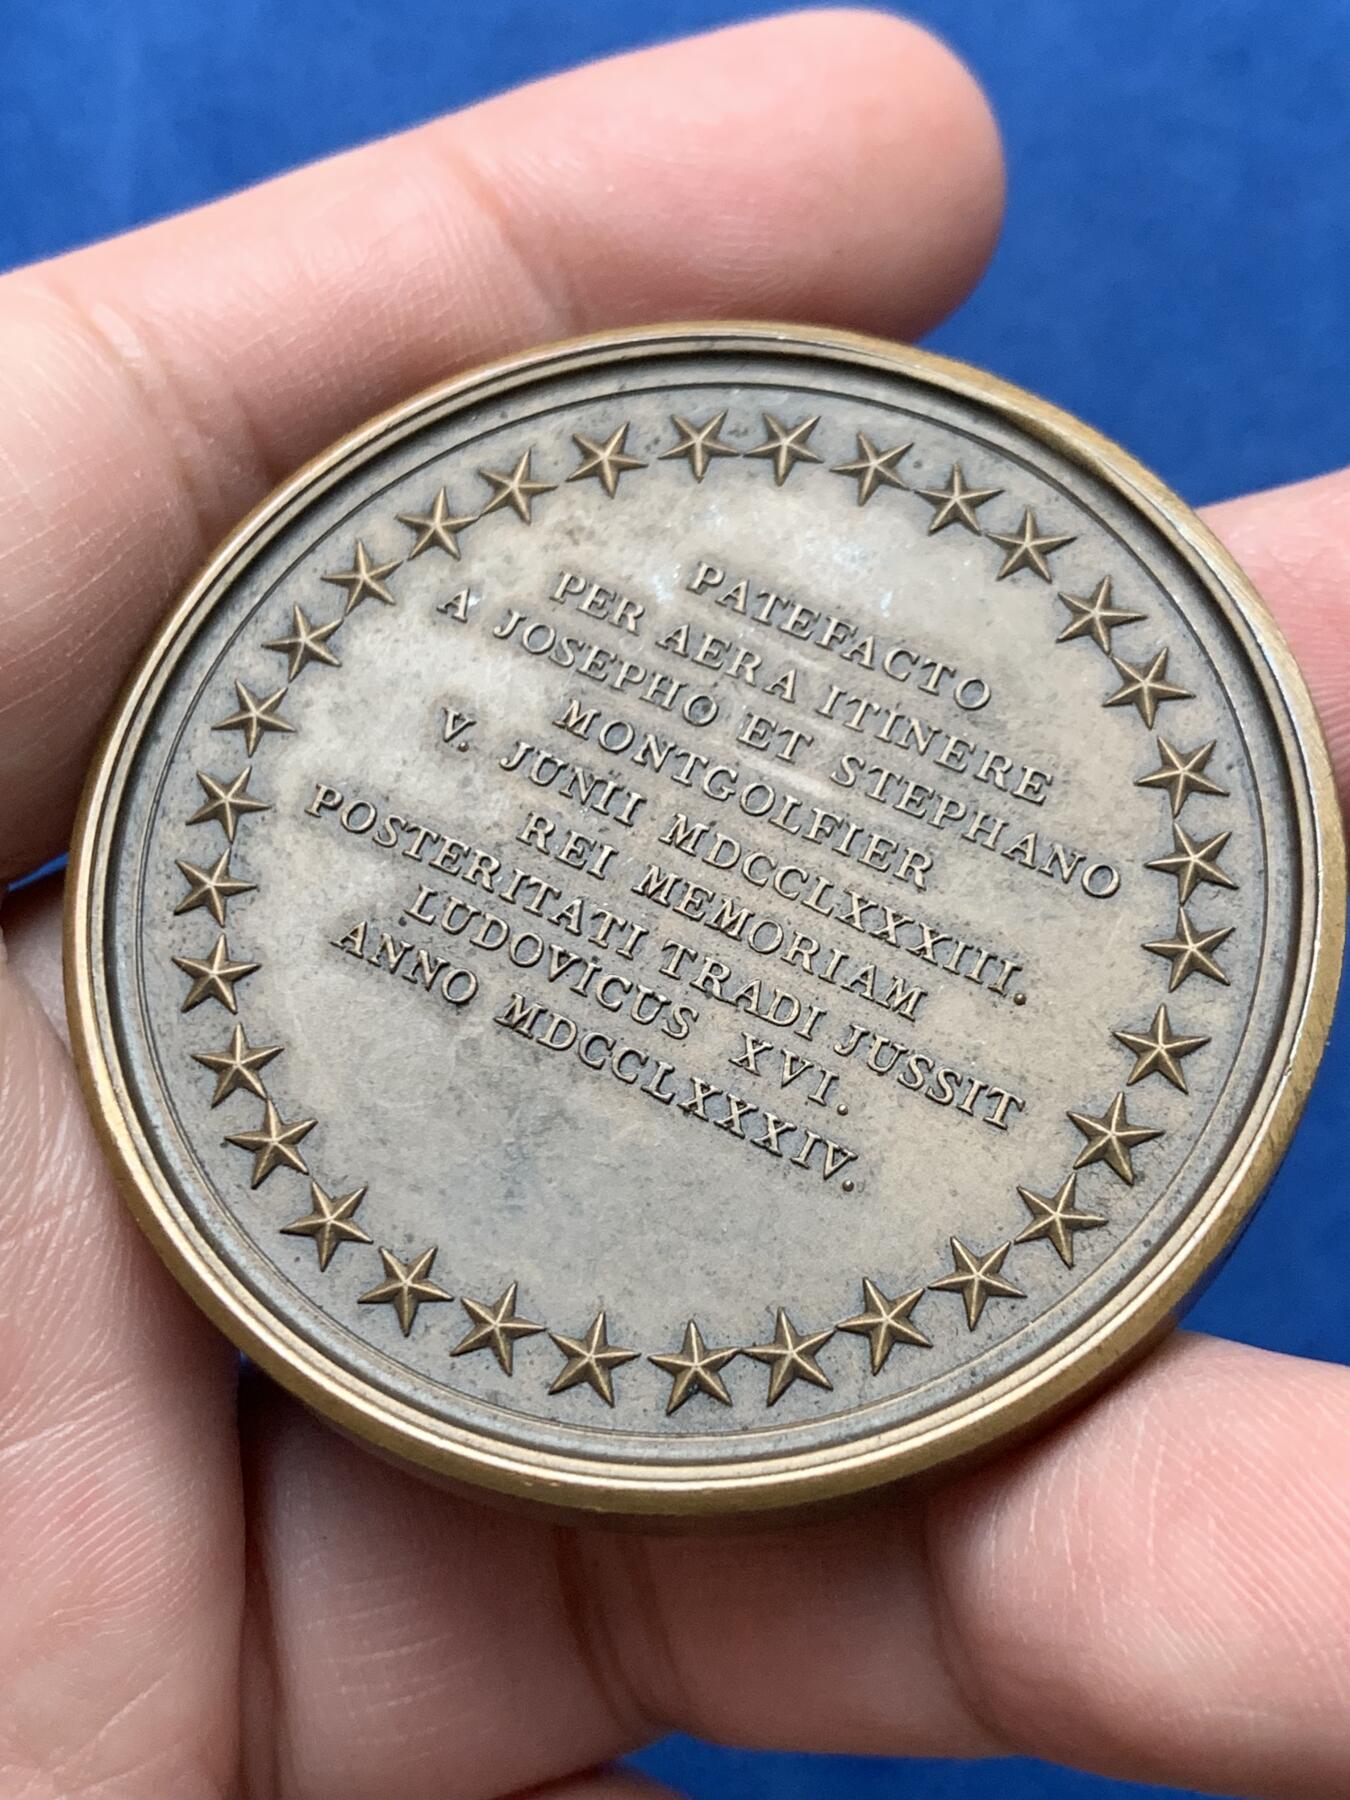 PATEFACTO
PER AERA ITINERE
A JOSEPHO ET STEPHANO
MONTGOLFIER
V. JUNII MDCCLXXXIII.
REI MEMORIAM
POSTERITATI TRADI JUSSIT
LUDOVICUS XVI.
ANNO MDCCLXXXIV.